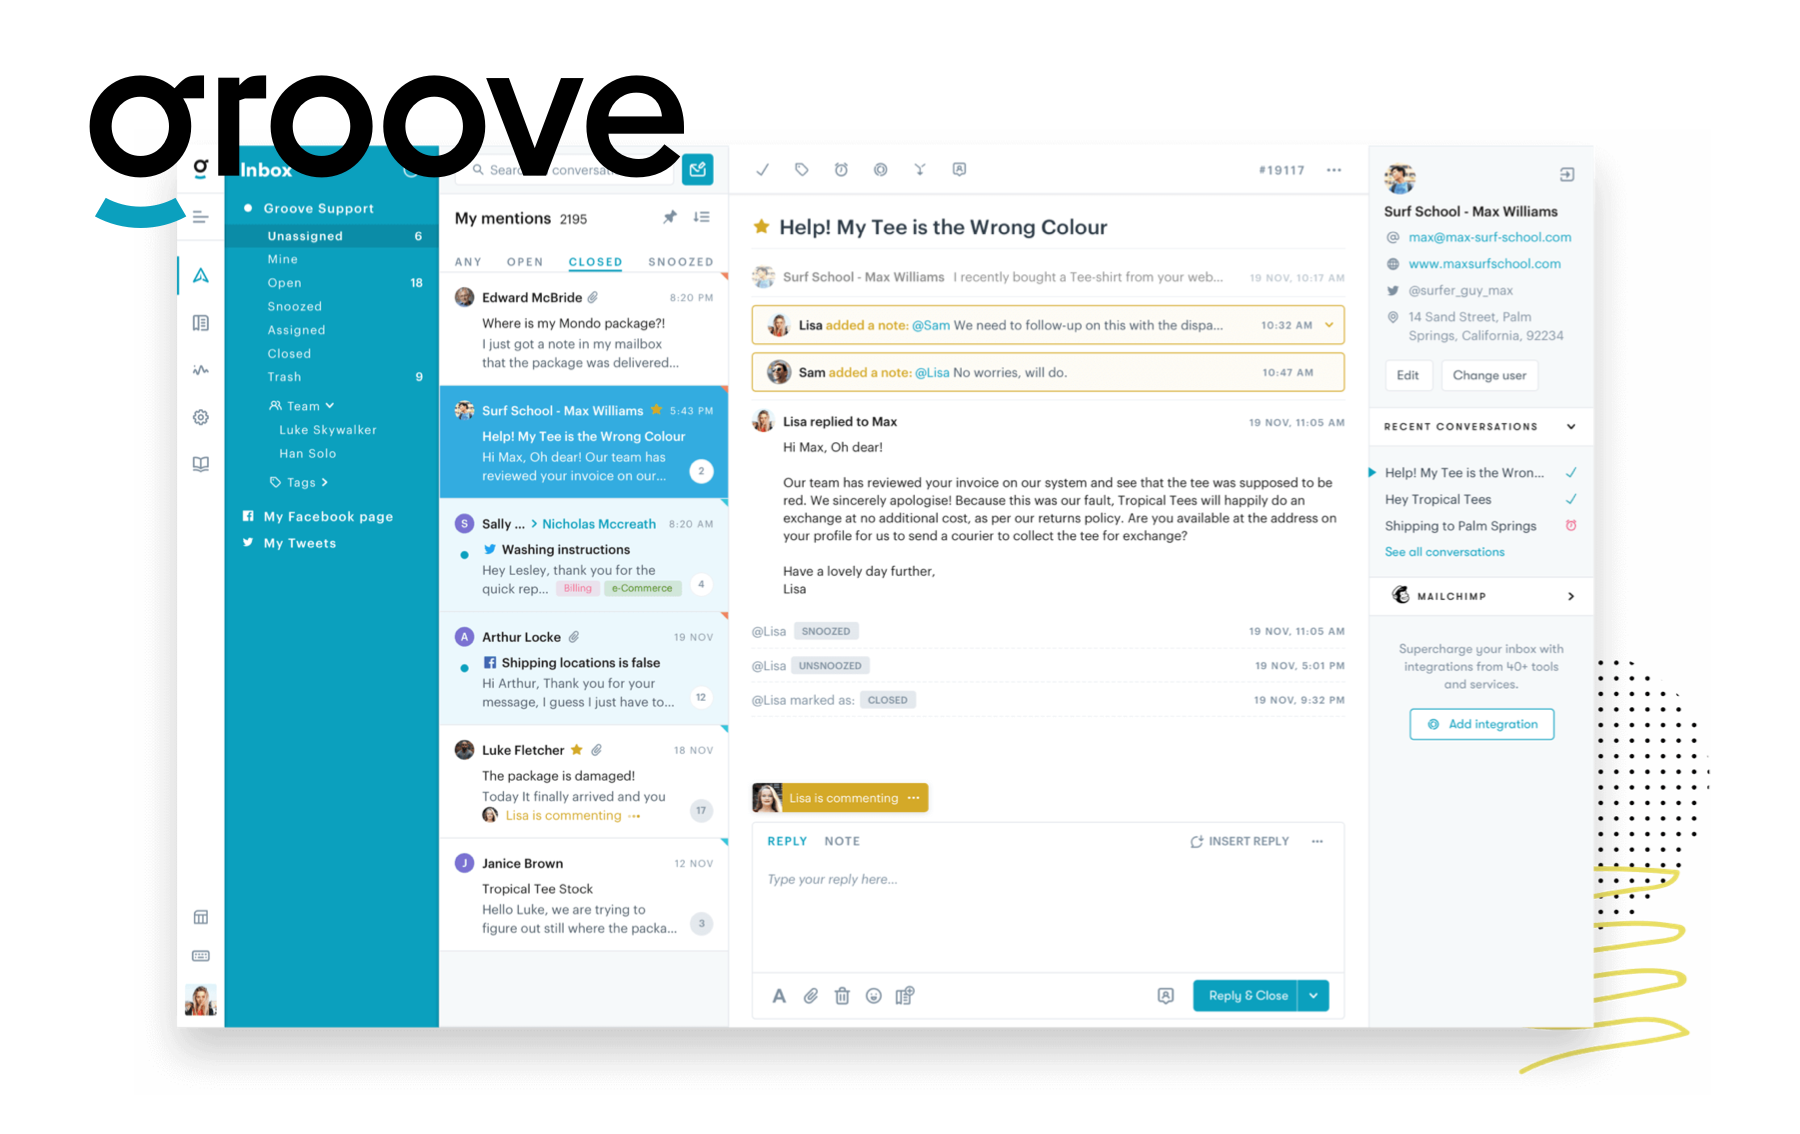 groove
g
Inbox
Groove Support
Unassigned 6
Mine
Open 18
Snoozed
Assigned
Closed
Trash 9
Team
Luke Skywalker
Han Solo
Tags
My Facebook page
My Tweets
My mentions 2195
ANY OPEN CLOSED SNOOZED
Edward McBride 8:20 PM
Where is my Mondo package?!
I just got a note in my mailbox
that the package was delivered...
Surf School - Max Williams 5:43 PM
Help! My Tee is the Wrong Colour
Hi Max, Oh dear! Our team has
reviewed your invoice on our... 2
S Sally ... > Nicholas Mccreath 8:20 AM
Washing instructions
Hey Lesley, thank you for the
quick rep... Billing e-Commerce 4
A Arthur Locke 19 NOV
Shipping locations is false
Hi Arthur, Thank you for your
message, I guess I just have to... 12
Luke Fletcher 18 NOV
The package is damaged!
Today It finally arrived and you
Lisa is commenting ... 17
J Janice Brown 12 NOV
Tropical Tee Stock
Hello Luke, we are trying to
figure out still where the packa... 3
#19117 ...
Help! My Tee is the Wrong Colour
Surf School - Max Williams I recently bought a Tee-shirt from your web... 19 NOV, 10:17 AM
Lisa added a note: @Sam We need to follow-up on this with the dispa... 10:32 AM
Sam added a note: @Lisa No worries, will do. 10:47 AM
Lisa replied to Max 19 NOV, 11:05 AM
Hi Max, Oh dear!
Our team has reviewed your invoice on our system and see that the tee was supposed to be
red. We sincerely apologise! Because this was our fault, Tropical Tees will happily do an
exchange at no additional cost, as per our returns policy. Are you available at the address on
your profile for us to send a courier to collect the tee for exchange?
Have a lovely day further,
Lisa
@Lisa SNOOZED 19 NOV, 11:05 AM
@Lisa UNSNOOZED 19 NOV, 5:01 PM
@Lisa marked as: CLOSED 19 NOV, 9:32 PM
Lisa is commenting ...
REPLY NOTE INSERT REPLY ...
Type your reply here...
A Reply & Close
Surf School - Max Williams
max@max-surf-school.com
www.maxsurfschool.com
@surfer_guy_max
14 Sand Street, Palm
Springs, California, 92234
Edit Change user
RECENT CONVERSATIONS
Help! My Tee is the Wron...
Hey Tropical Tees
Shipping to Palm Springs
See all conversations
MAILCHIMP
Supercharge your inbox with
integrations from 40+ tools
and services.
Add integration